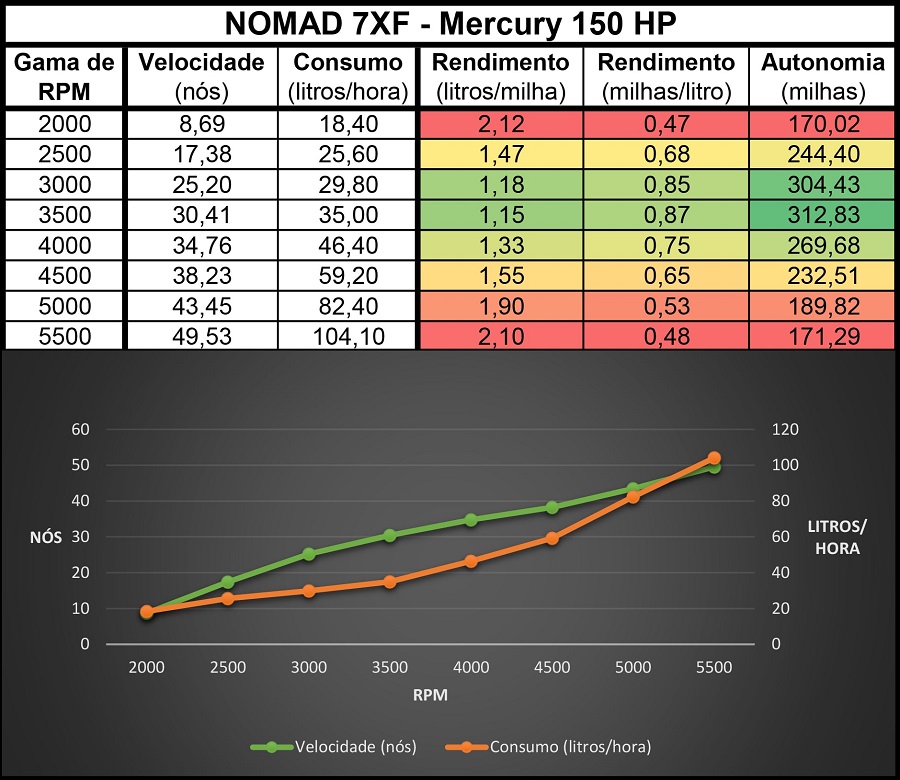 NOMAD 7XF - Mercury 150 HP
Gama de RPM Velocidade (nós) Consumo (litros/hora) Rendimento (litros/milha) Rendimento (milhas/litro) Autonomia (milhas)
2000 8,69 18,40 2,12 0,47 170,02
2500 17,38 25,60 1,47 0,68 244,40
3000 25,20 29,80 1,18 0,85 304,43
3500 30,41 35,00 1,15 0,87 312,83
4000 34,76 46,40 1,33 0,75 269,68
4500 38,23 59,20 1,55 0,65 232,51
5000 43,45 82,40 1,90 0,53 189,82
5500 49,53 104,10 2,10 0,48 171,29
60 120
50 100
40 80
NÓS 30 60 LITROS/
HORA
20 40
10 20
0 0
2000 2500 3000 3500 4000 4500 5000 5500
RPM
Velocidade (nós) Consumo (litros/hora)